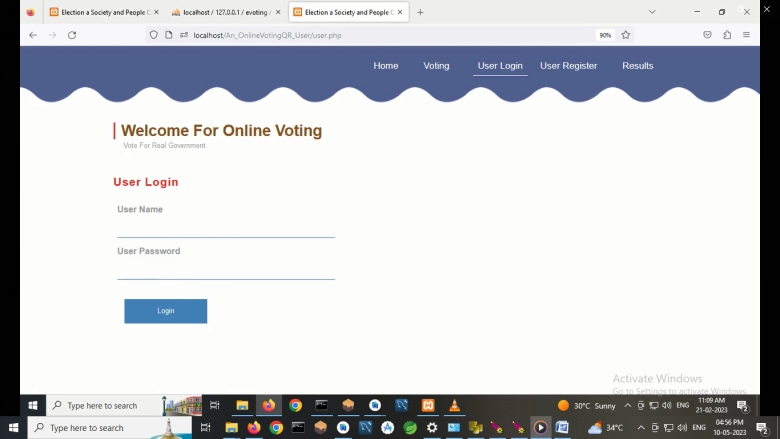 Election a Society and People C
localhost / 127.0.0.1 / evoting /
Election a Society and People C
localhost/An_OnlineVotingQR_User/user.php
90%
Home Voting User Login User Register Results
Welcome For Online Voting
Vote For Real Government.
User Login
User Name
User Password
Login
Activate Windows
Go to Settings to activate Windows.
Type here to search
30°C Sunny
ENG
11:09 AM
21-02-2023
2
Type here to search
34°C
ENG
04:56 PM
10-05-2023
2